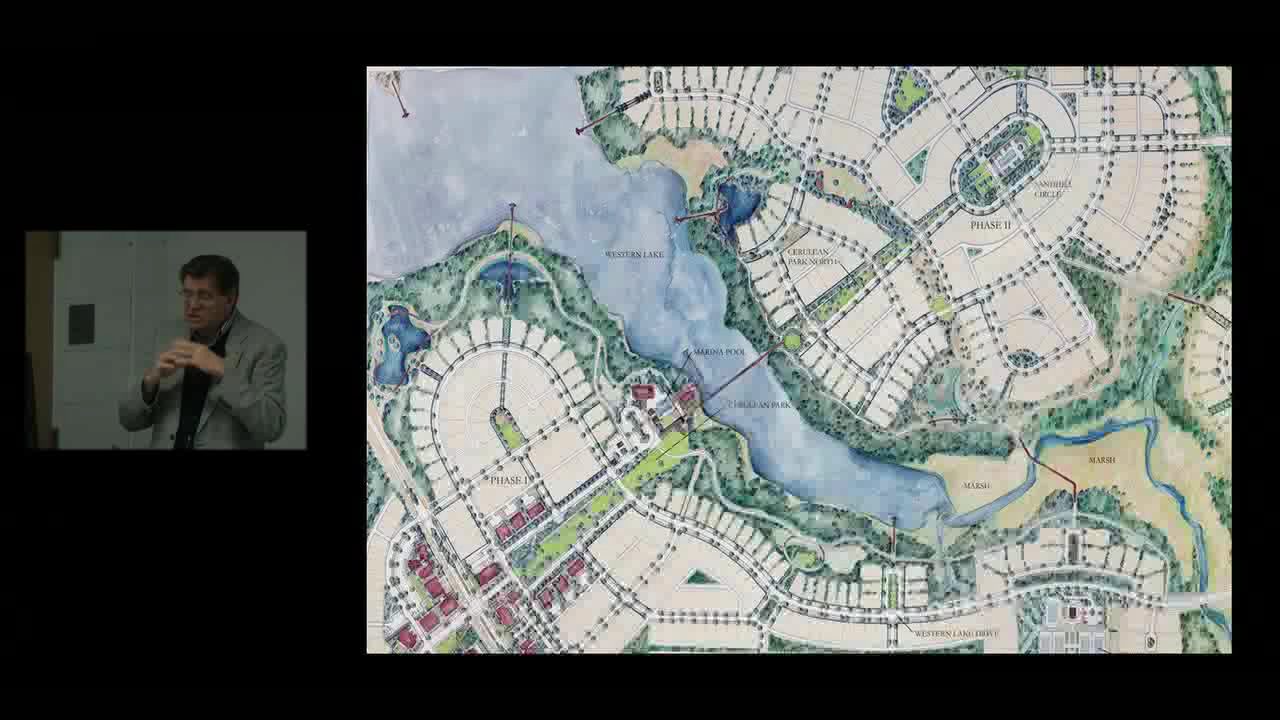 SANDHILL
CIRCLE
PHASE II
WESTERN LAKE
CERULEAN
PARK NORTH
MARINA POOL
CERULEAN PARK
MARSH
MARSH
PHASE I
WESTERN LAKE DRIVE